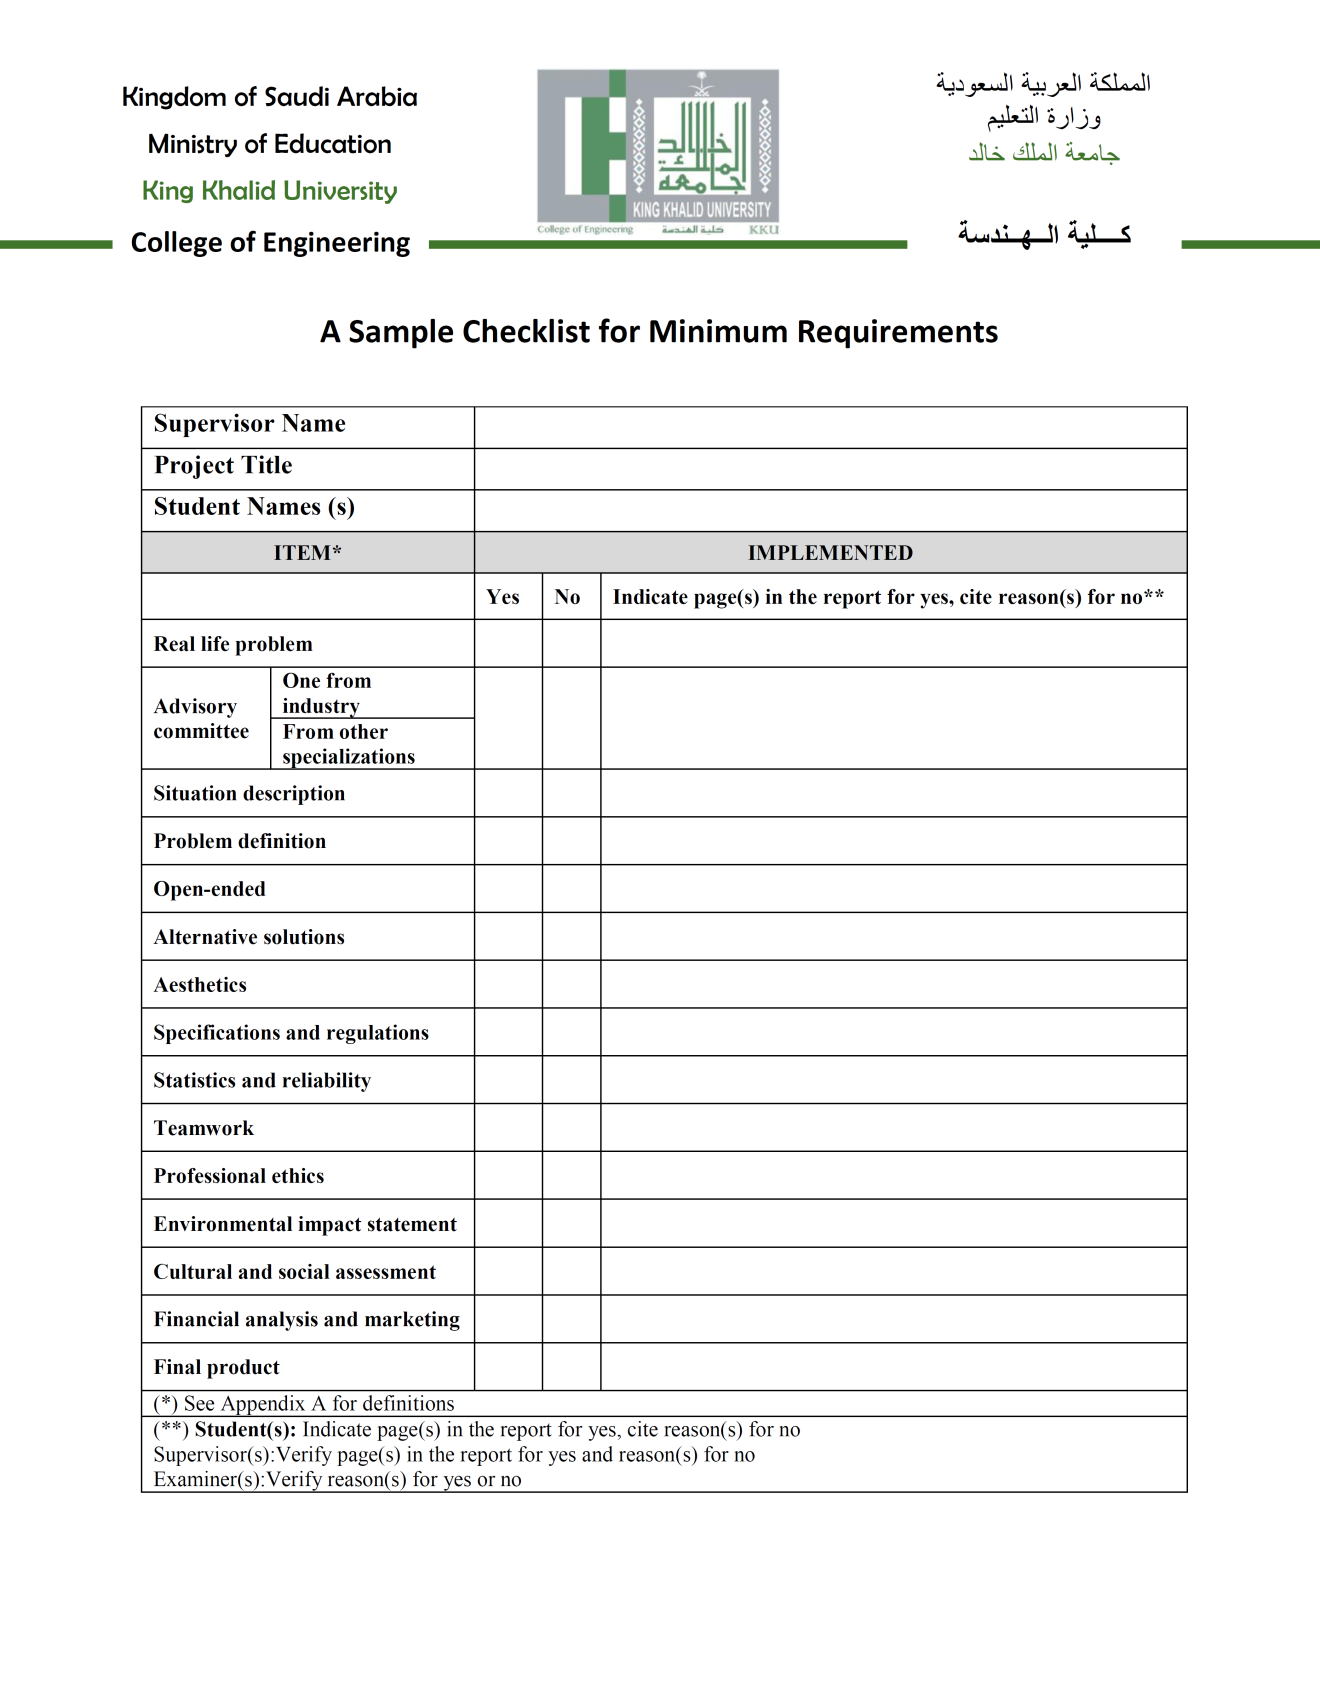 Kingdom of Saudi Arabia
Ministry of Education
King Khalid University
College of Engineering
جامعة الملك خالد
KING KHALID UNIVERSITY
College of Engineering كلية الهندسة KKU
المملكة العربية السعودية
وزارة التعليم
جامعة الملك خالد
كـــلية الــهــندسة
A Sample Checklist for Minimum Requirements
Supervisor Name
Project Title
Student Names (s)
ITEM* IMPLEMENTED
Yes No Indicate page(s) in the report for yes, cite reason(s) for no**
Real life problem
Advisory
committee
One from
industry
From other
specializations
Situation description
Problem definition
Open-ended
Alternative solutions
Aesthetics
Specifications and regulations
Statistics and reliability
Teamwork
Professional ethics
Environmental impact statement
Cultural and social assessment
Financial analysis and marketing
Final product
(*) See Appendix A for definitions
(**) Student(s): Indicate page(s) in the report for yes, cite reason(s) for no
Supervisor(s):Verify page(s) in the report for yes and reason(s) for no
Examiner(s):Verify reason(s) for yes or no